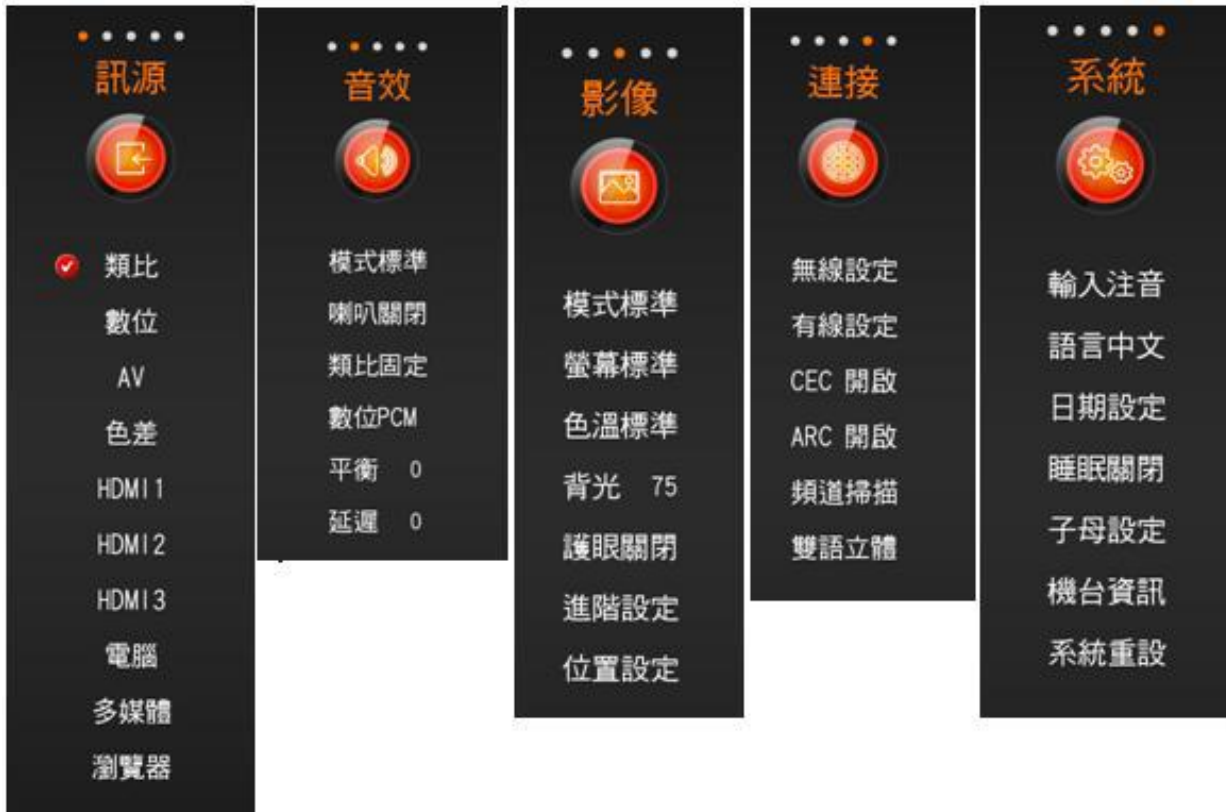 訊源
類比
數位
AV
色差
HDMI1
HDMI2
HDMI3
電腦
多媒體
瀏覽器
音效
模式標準
喇叭關閉
類比固定
數位PCM
平衡 0
延遲 0
影像
模式標準
螢幕標準
色溫標準
背光 75
護眼關閉
進階設定
位置設定
連接
無線設定
有線設定
CEC 開啟
ARC 開啟
頻道掃描
雙語立體
系統
輸入注音
語言中文
日期設定
睡眠關閉
子母設定
機台資訊
系統重設